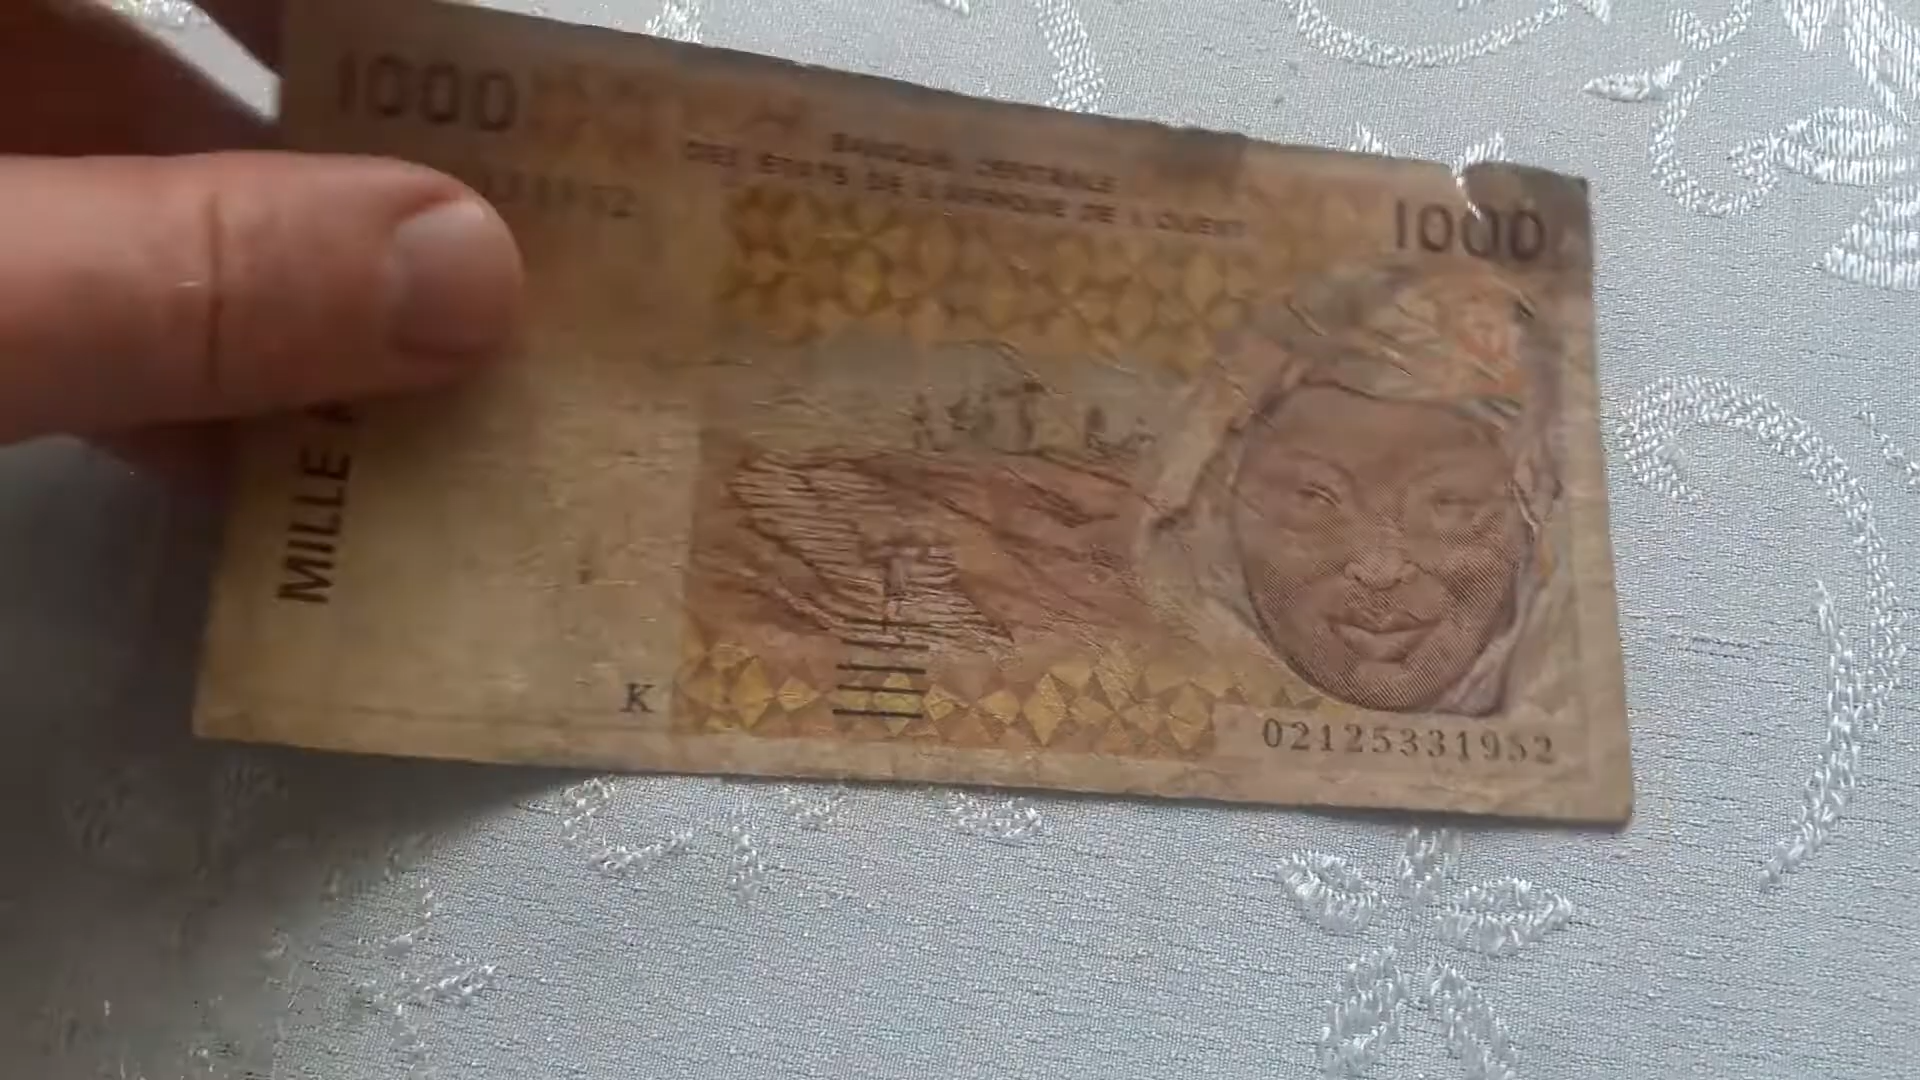 1000
BANQUE CENTRALE
DES ETATS DE L'AFRIQUE DE L'OUEST
1000
MILLE
K
02125331952